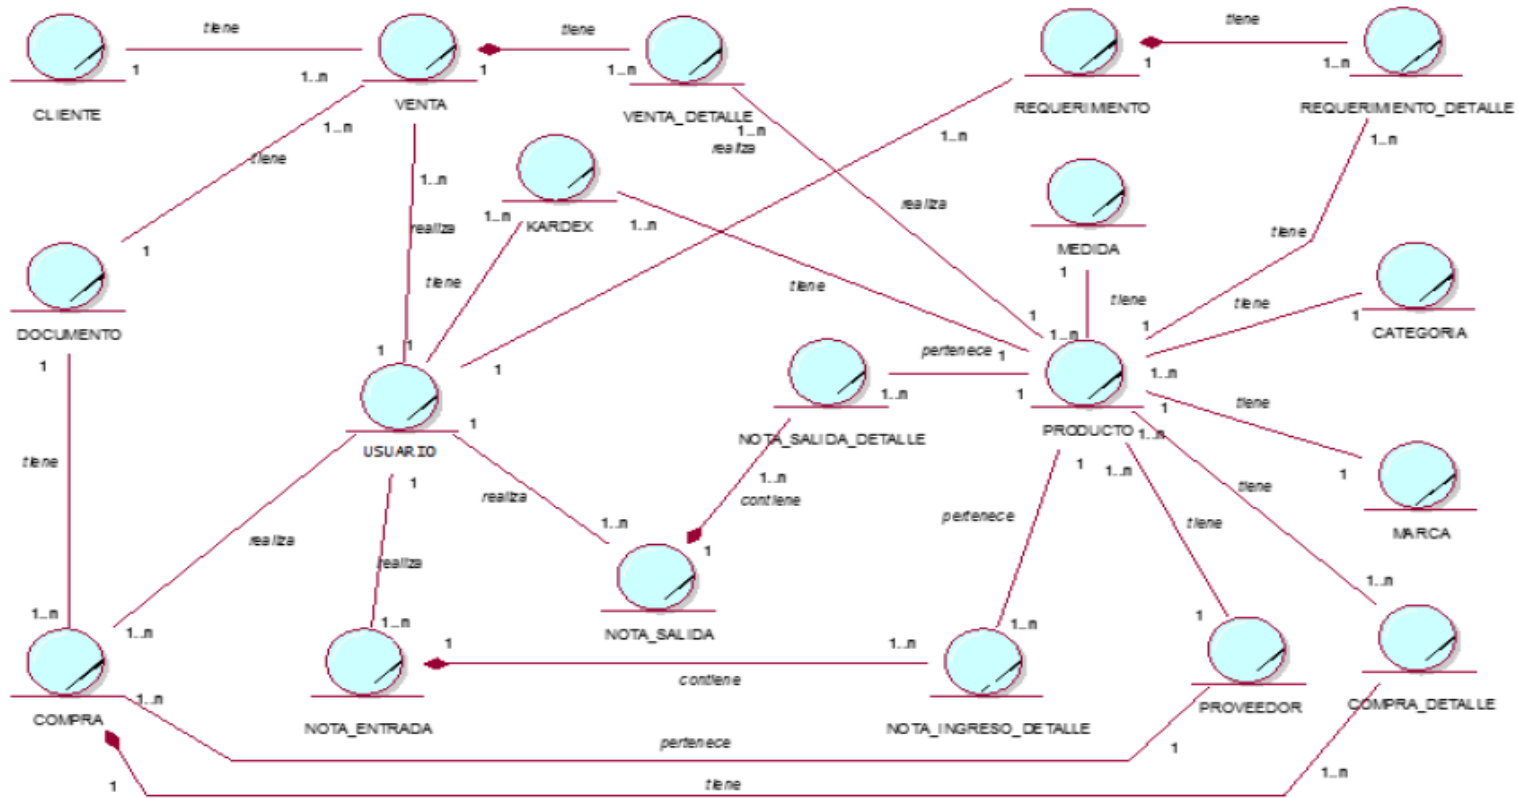 tiene
tiene
tiene
1
1..n
1
1..n
1
1..n
CLIENTE
VENTA
VENTA_DETALLE
REQUERIMIENTO
REQUERIMIENTO_DETALLE
1..n
1..n
realiza
1..n
1..n
tiene
1..n
realiza
1..n
KARDEX
1..n
realiza
MEDIDA
tiene
1
1
DOCUMENTO
tiene
tiene
1
tiene
tiene
1
CATEGORIA
1
1
1
1
1..n
1
pertenece
1
1
1..n
1
1..n
1
USUARIO
NOTA_SALIDA_DETALLE
PRODUCTO
1
1..n
tiene
tiene
1
realiza
1..n
contiene
1
1..n
1
tiene
MARCA
realiza
realiza
1..n
1
pertenece
tiene
1..n
1..n
1..n
1..n
NOTA_SALIDA
1
1..n
1..n
1
COMPRA
1..n
NOTA_ENTRADA
contiene
NOTA_INGRESO_DETALLE
PROVEEDOR
COMPRA_DETALLE
pertenece
1
1
tiene
1..n